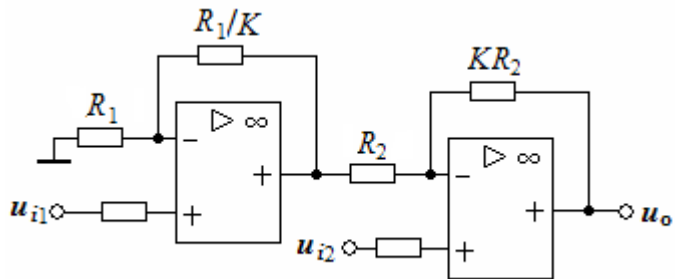 R₁/K
KR₂
R₁
▷ ∞
-
+
+
uᵢ₁
R₂
▷ ∞
-
+
+
uᵢ₂
uₒ